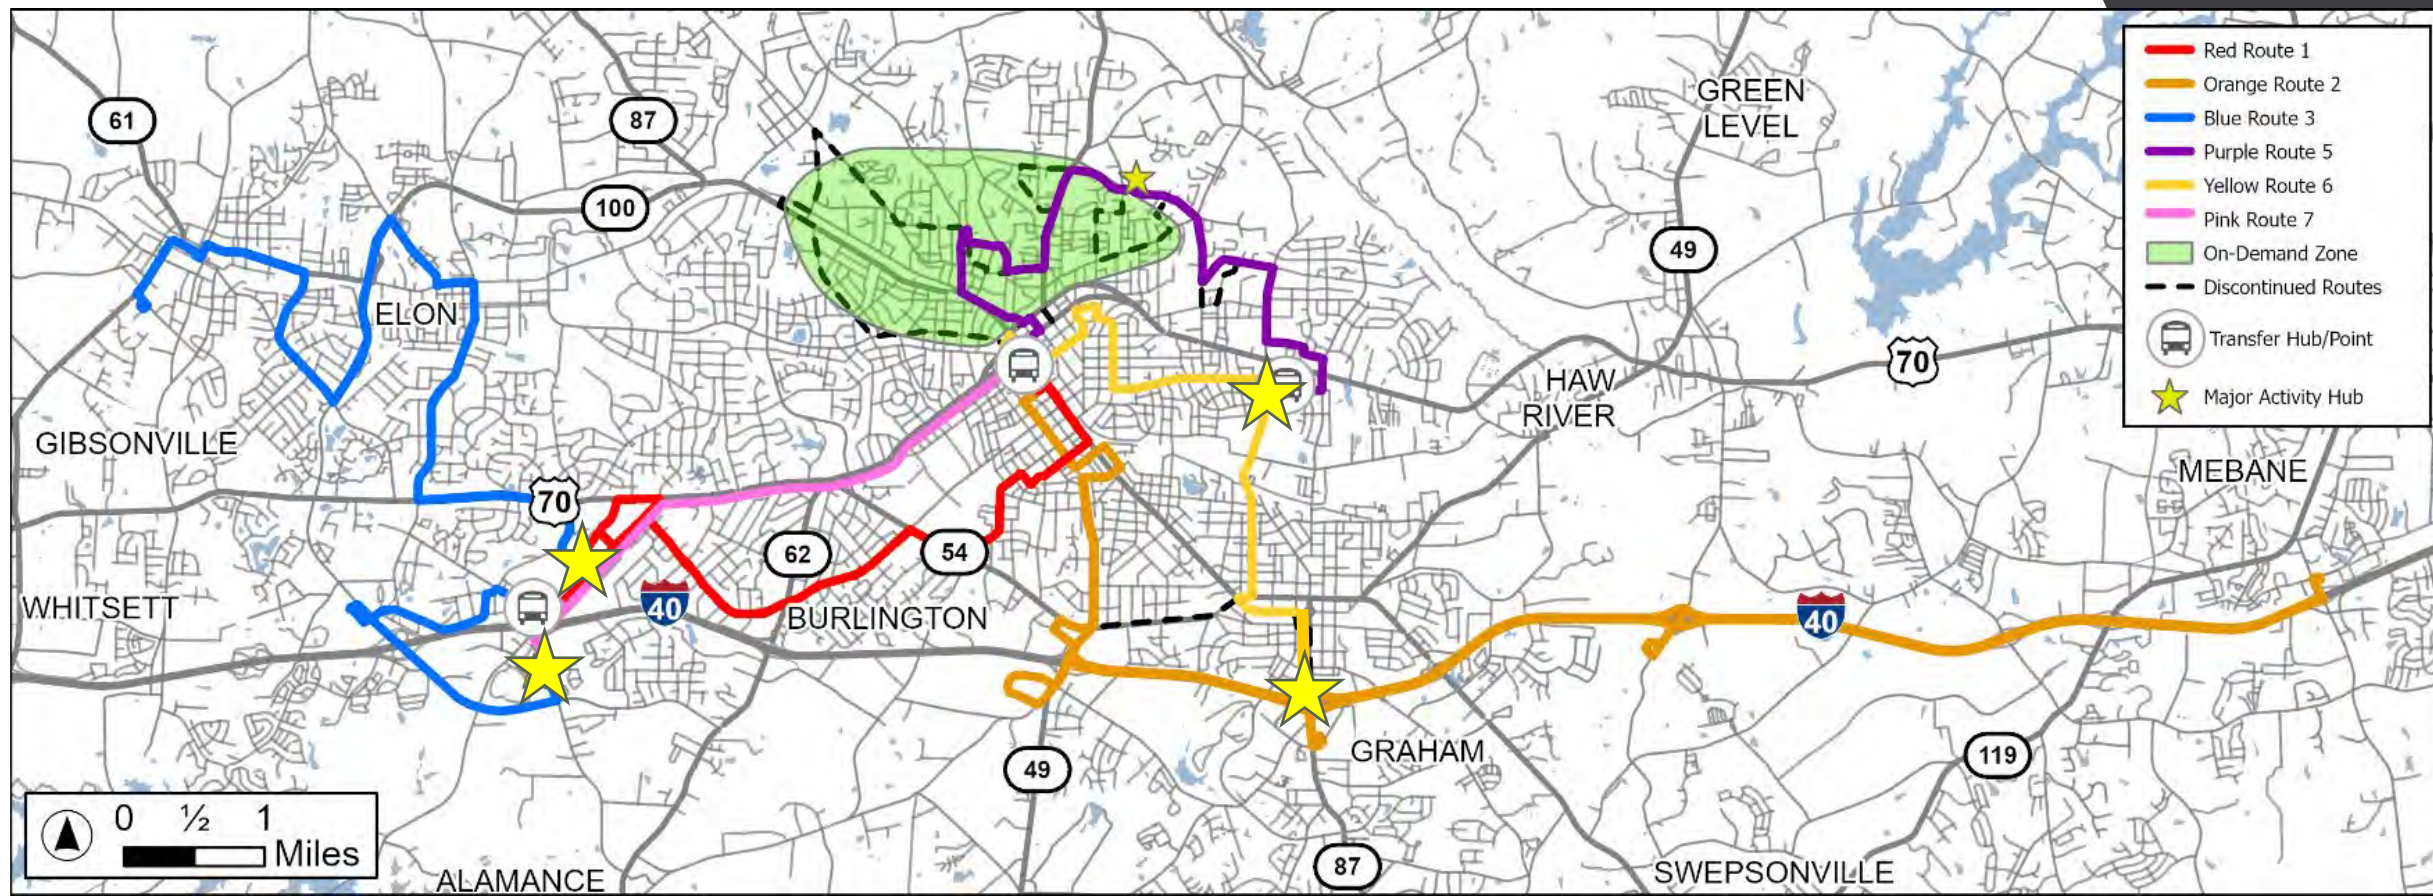 Red Route 1
Orange Route 2
Blue Route 3
Purple Route 5
Yellow Route 6
Pink Route 7
On-Demand Zone
Discontinued Routes
Transfer Hub/Point
Major Activity Hub
61
87
100
GREEN
LEVEL
49
ELON
70
HAW
RIVER
GIBSONVILLE
70
MEBANE
62
54
WHITSETT
40
BURLINGTON
40
GRAHAM
49
119
87
SWEPSONVILLE
ALAMANCE
0 ½ 1
Miles